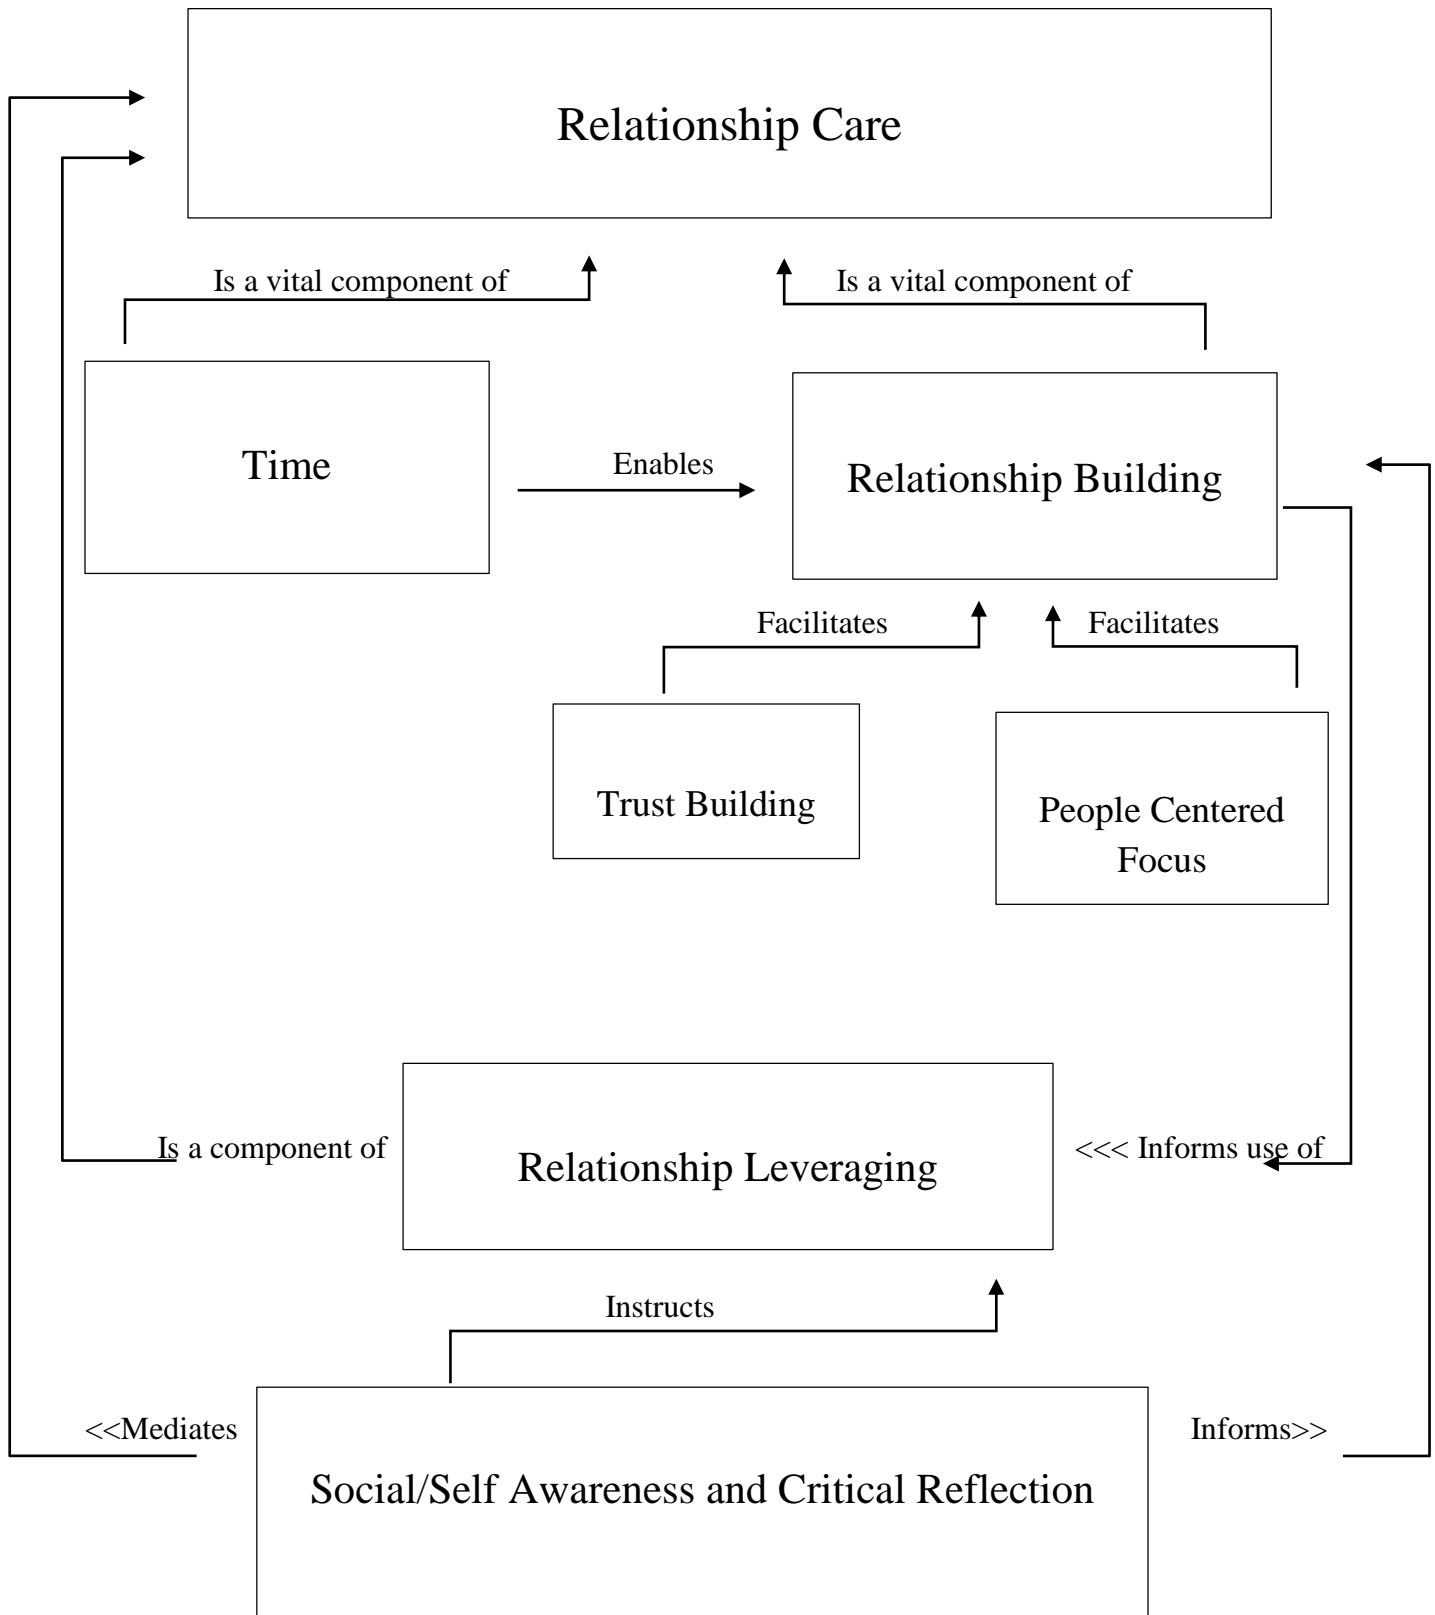 Relationship Care
Is a vital component of
Is a vital component of
Time
Enables
Relationship Building
Facilitates
Facilitates
Trust Building
People Centered
Focus
Is a component of
Relationship Leveraging
<<< Informs use of
Instructs
<<Mediates
Informs>>
Social/Self Awareness and Critical Reflection